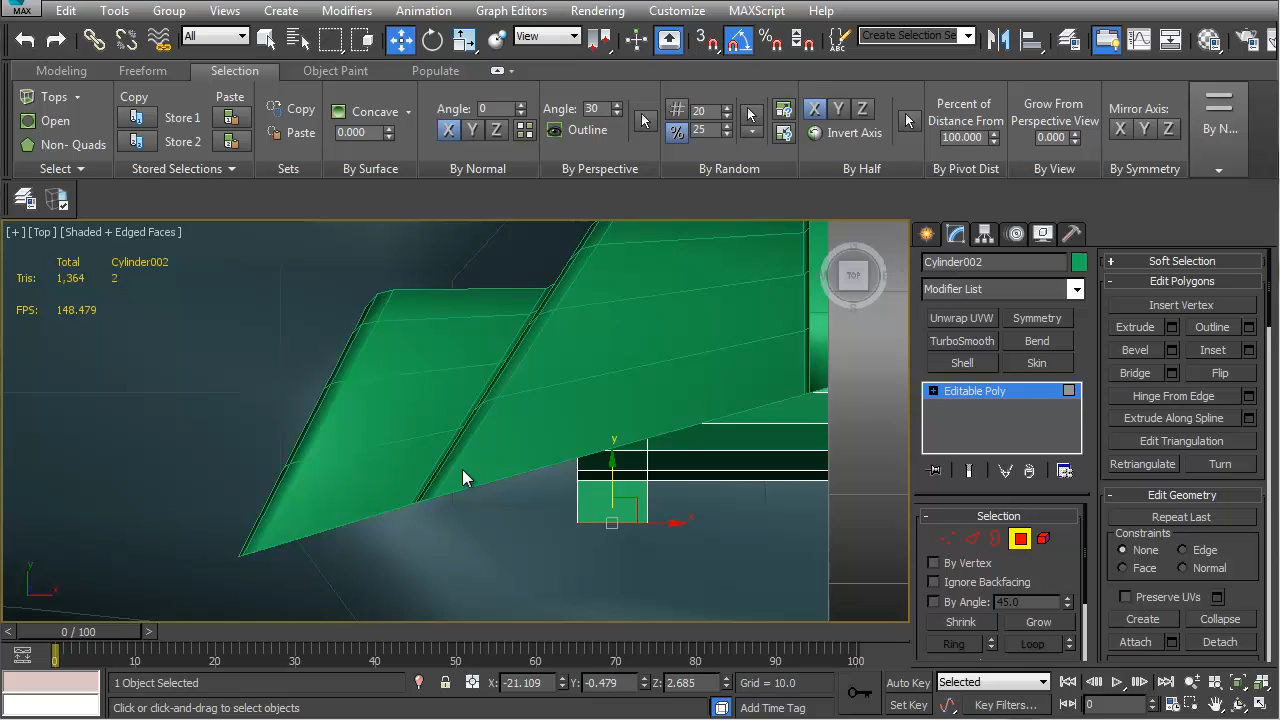 MAX Edit Tools Group Views Create Modifiers Animation Graph Editors Rendering Customize MAXScript Help
All View 3 % ABC Create Selection Se
Modeling Freeform Selection Object Paint Populate
Tops Copy Paste Copy Concave Angle: 0 Angle: 30 20 X Y Z Percent of Grow From Mirror Axis:
Open Store 1 Paste 0.000 X Y Z Outline % 25 Invert Axis Distance From Perspective View X Y Z
Non- Quads Store 2 100.000 0.000 By N...
Select Stored Selections Sets By Surface By Normal By Perspective By Random By Half By Pivot Dist By View By Symmetry
[+] [Top] [Shaded + Edged Faces]
Total Cylinder002
Tris: 1,364 2
FPS: 148.479
TOP
y
x
y
x
Cylinder002
Modifier List
Unwrap UVW Symmetry
TurboSmooth Bend
Shell Skin
Editable Poly
Selection
By Vertex
Ignore Backfacing
By Angle: 45.0
Shrink Grow
Ring Loop
+ Soft Selection
- Edit Polygons
Insert Vertex
Extrude Outline
Bevel Inset
Bridge Flip
Hinge From Edge
Extrude Along Spline
Edit Triangulation
Retriangulate Turn
- Edit Geometry
Repeat Last
Constraints
None Edge
Face Normal
Preserve UVs
Create Collapse
Attach Detach
< 0 / 100 >
0 10 20 30 40 50 60 70 80 90 100
1 Object Selected X: -21.109 Y: -0.479 Z: 2.685 Grid = 10.0 Auto Key Selected
Click or click-and-drag to select objects Add Time Tag Set Key Key Filters... 0